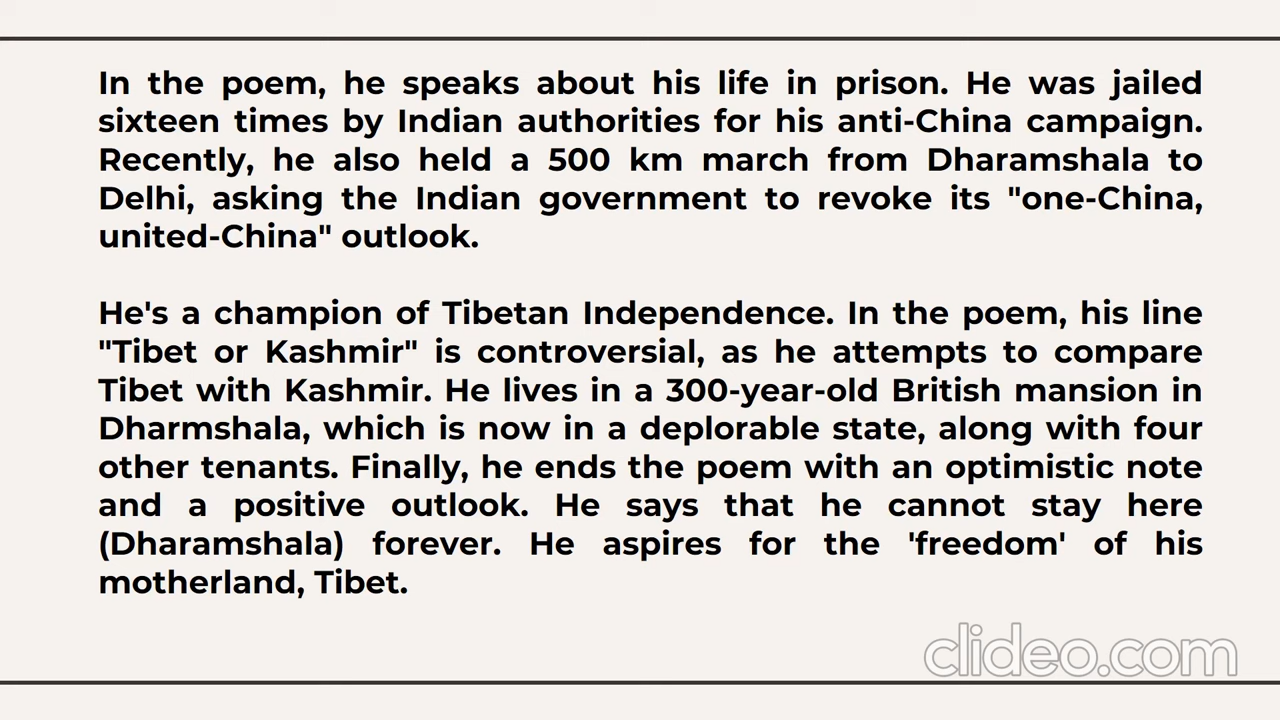 In the poem, he speaks about his life in prison. He was jailed
sixteen times by Indian authorities for his anti-China campaign.
Recently, he also held a 500 km march from Dharamshala to
Delhi, asking the Indian government to revoke its "one-China,
united-China" outlook.
He's a champion of Tibetan Independence. In the poem, his line
"Tibet or Kashmir" is controversial, as he attempts to compare
Tibet with Kashmir. He lives in a 300-year-old British mansion in
Dharmshala, which is now in a deplorable state, along with four
other tenants. Finally, he ends the poem with an optimistic note
and a positive outlook. He says that he cannot stay here
(Dharamshala) forever. He aspires for the 'freedom' of his
motherland, Tibet.
clideo.com